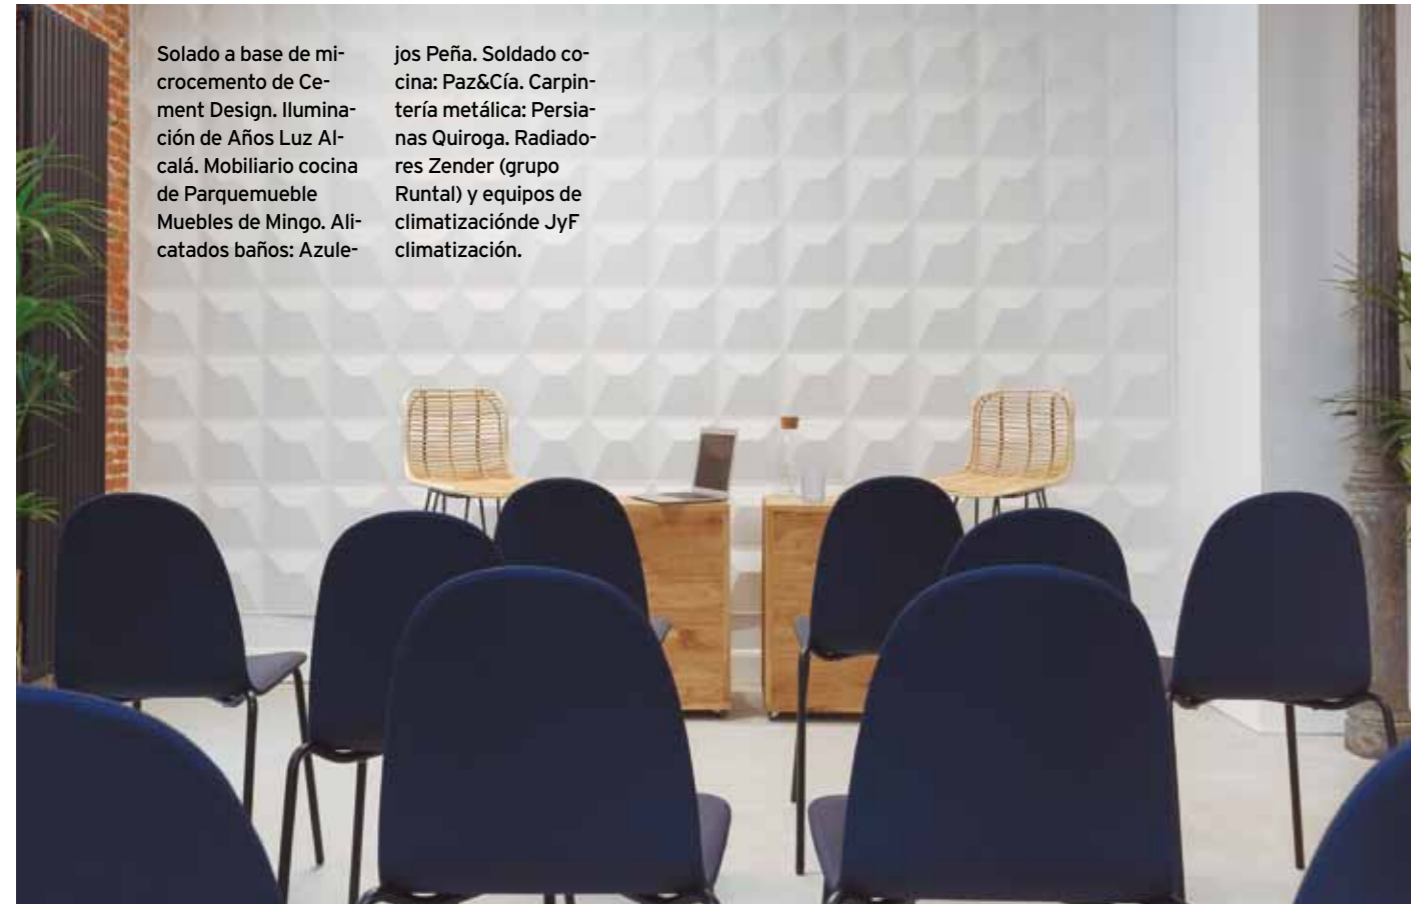 Solado a base de mi-
crocemento de Ce-
ment Design. Ilumina-
ción de Años Luz Al-
calá. Mobiliario cocina
de Parquemueble
Muebles de Mingo. Ali-
catados baños: Azule-
jos Peña. Soldado co-
cina: Paz&Cía. Carpin-
tería metálica: Persia-
nas Quiroga. Radiado-
res Zender (grupo
Runtal) y equipos de
climatizaciónde JyF
climatización.